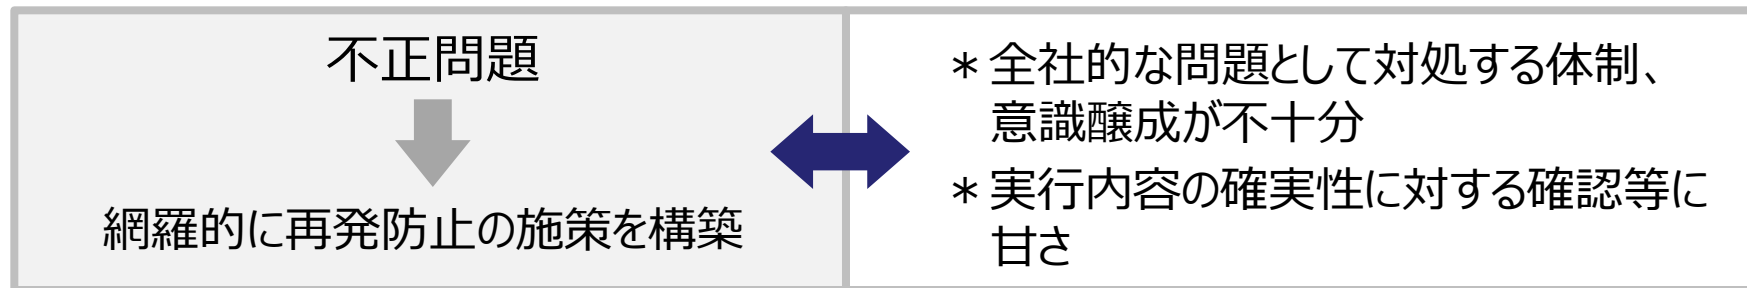 不正問題
網羅的に再発防止の施策を構築
＊全社的な問題として対処する体制、
意識醸成が不十分
＊実行内容の確実性に対する確認等に
甘さ